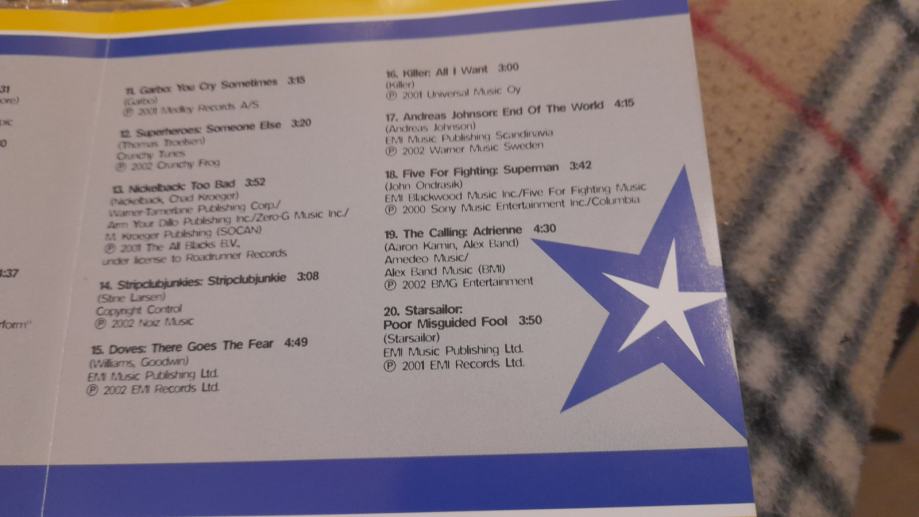 31
ore)
pic
0
4:37
rform"
11. Garbo: You Cry Sometimes 3:15
(Garbo)
℗ 2001 Medley Records A/S
12. Superheroes: Someone Else 3:20
(Thomas Troelsen)
Crunchy Tunes
℗ 2002 Crunchy Frog
13. Nickelback: Too Bad 3:52
(Nickelback, Chad Kroeger)
Warner-Tamerlane Publishing Corp./
Arm Your Dillo Publishing Inc./Zero-G Music Inc./
M. Kroeger Publishing (SOCAN)
℗ 2001 The All Blacks B.V.,
under license to Roadrunner Records
14. Stripclubjunkies: Stripclubjunkie 3:08
(Stine Larsen)
Copyright Control
℗ 2002 Noiz Music
15. Doves: There Goes The Fear 4:49
(Williams, Goodwin)
EMI Music Publishing Ltd.
℗ 2002 EMI Records Ltd.
16. Killer: All I Want 3:00
(Killer)
℗ 2001 Universal Music Oy
17. Andreas Johnson: End Of The World 4:15
(Andreas Johnson)
EMI Music Publishing Scandinavia
℗ 2002 Warner Music Sweden
18. Five For Fighting: Superman 3:42
(John Ondrasik)
EMI Blackwood Music Inc./Five For Fighting Music
℗ 2000 Sony Music Entertainment Inc./Columbia
19. The Calling: Adrienne 4:30
(Aaron Kamin, Alex Band)
Amedeo Music/
Alex Band Music (BMI)
℗ 2002 BMG Entertainment
20. Starsailor:
Poor Misguided Fool 3:50
(Starsailor)
EMI Music Publishing Ltd.
℗ 2001 EMI Records Ltd.